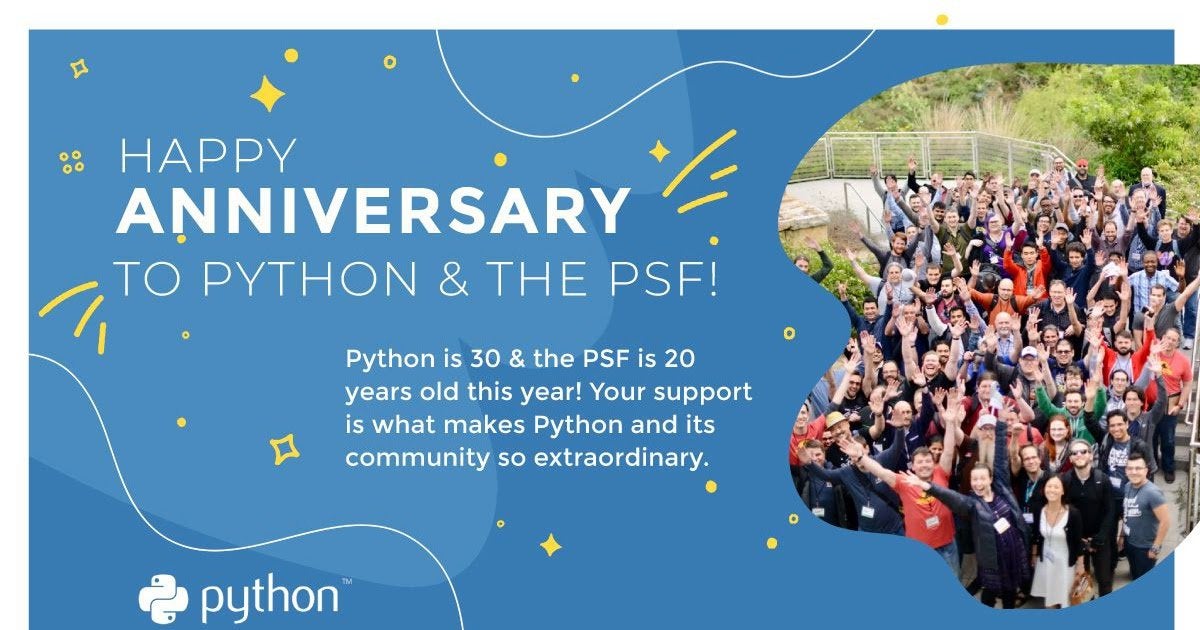 HAPPY
ANNIVERSARY
TO PYTHON & THE PSF!
Python is 30 & the PSF is 20
years old this year! Your support
is what makes Python and its
community so extraordinary.
python™